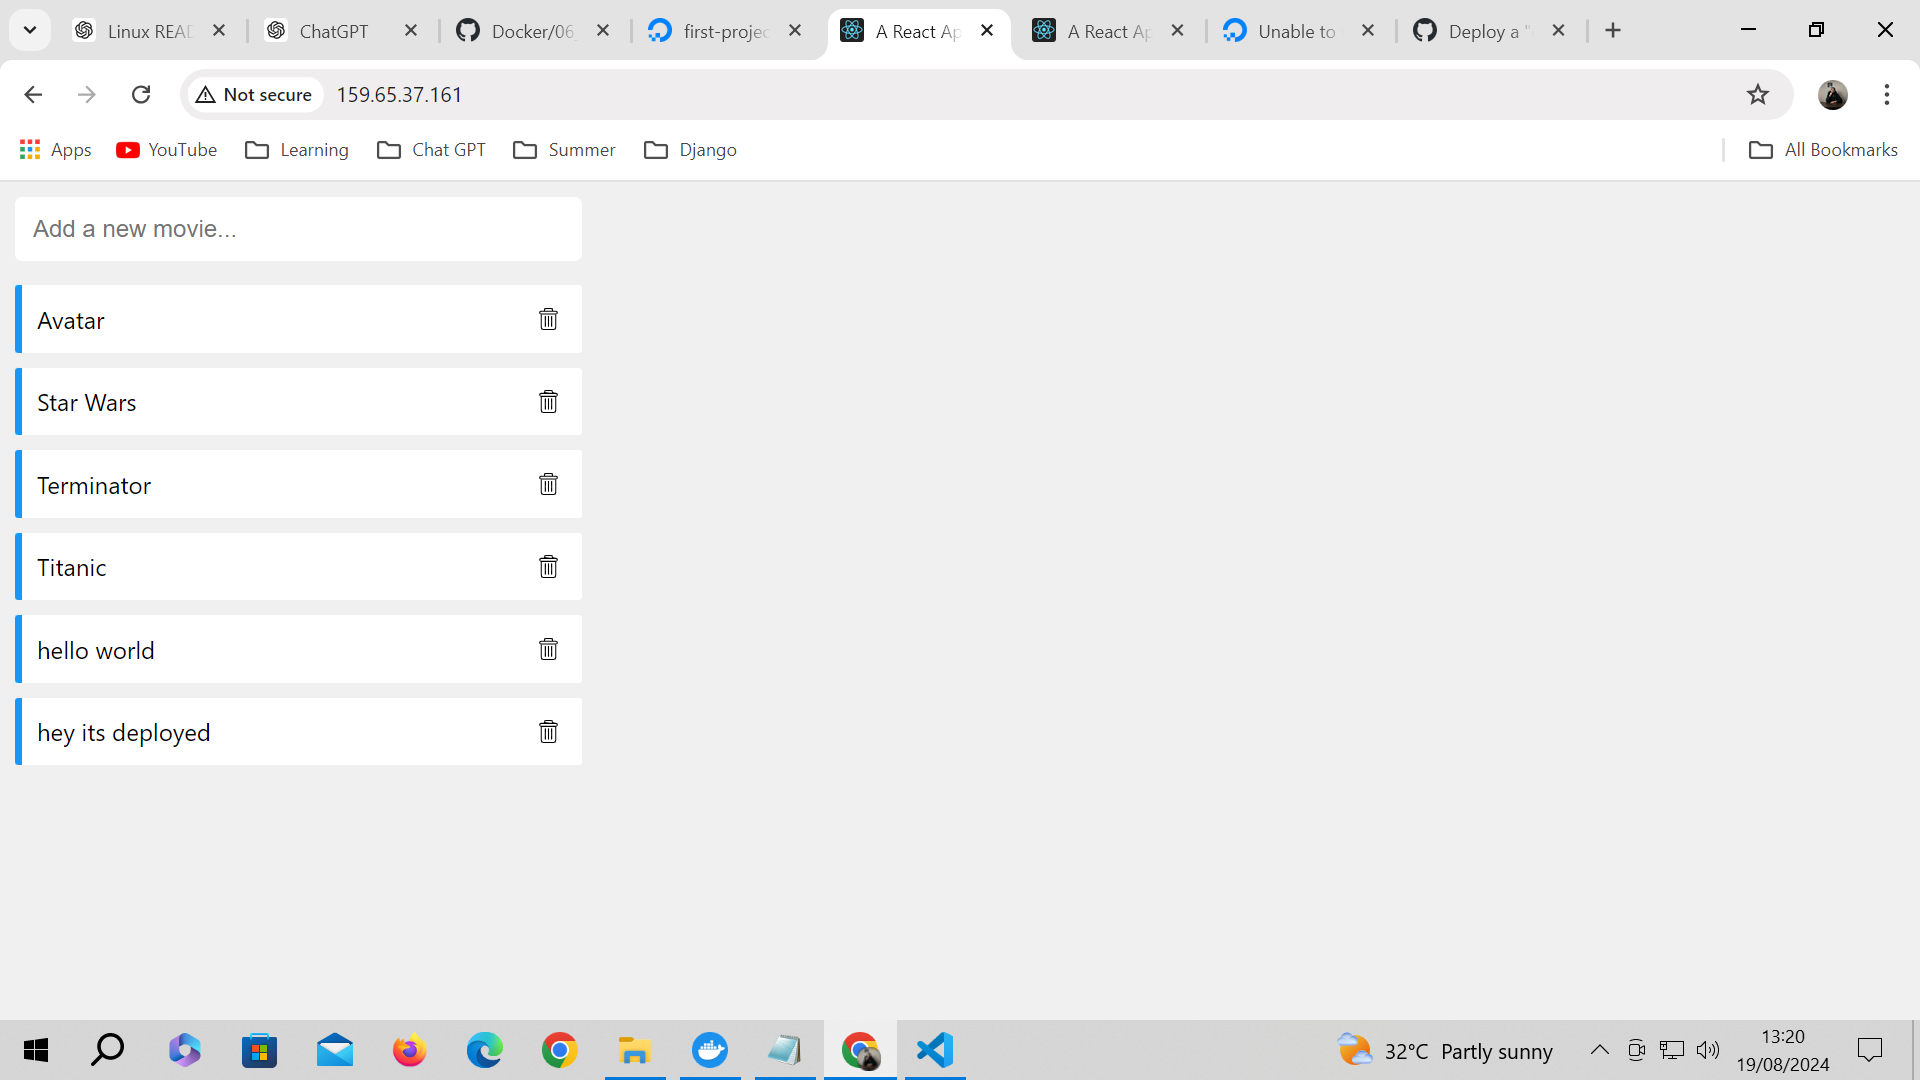 Linux REA
ChatGPT
Docker/06_
first-projec
A React Ap
A React Ap
Unable to
Deploy a "
Not secure
159.65.37.161
Apps
YouTube
Learning
Chat GPT
Summer
Django
All Bookmarks
Add a new movie...
Avatar
Star Wars
Terminator
Titanic
hello world
hey its deployed
32°C Partly sunny
13:20
19/08/2024